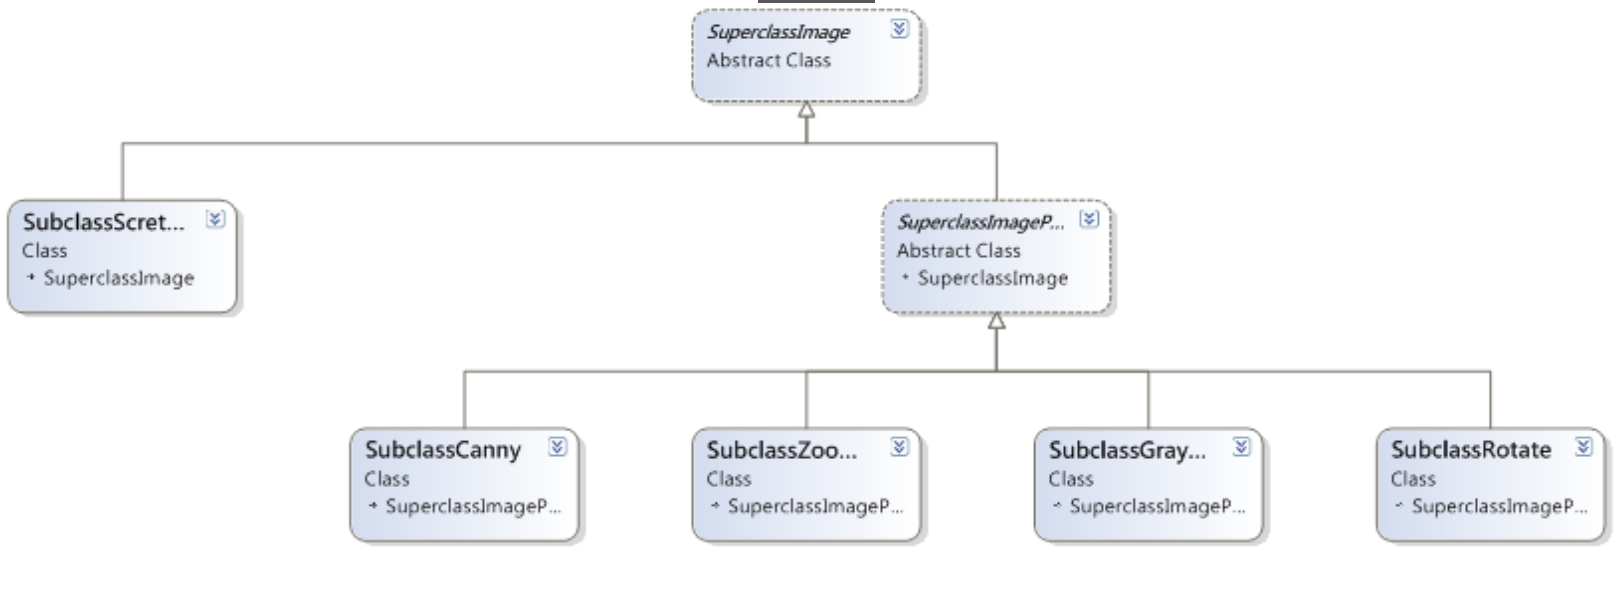 SuperclassImage
Abstract Class
SubclassScret...
Class
SuperclassImage
SuperclassImageP...
Abstract Class
SuperclassImage
SubclassCanny
Class
SuperclassImageP...
SubclassZoo...
Class
SuperclassImageP...
SubclassGray...
Class
SuperclassImageP...
SubclassRotate
Class
SuperclassImageP...